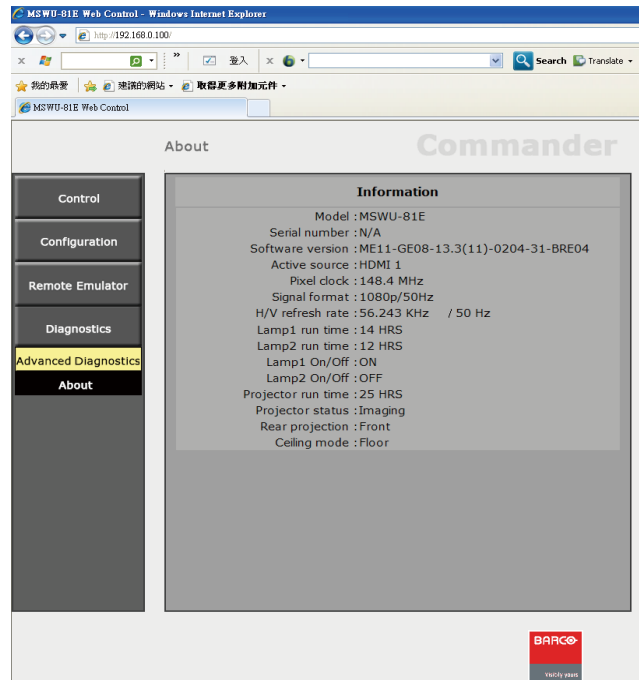 MSWU-81E Web Control - Windows Internet Explorer
http://192.168.0.100/
登入
Search
Translate
我的最愛
建議的網站
取得更多附加元件
MSWU-81E Web Control
About
Commander
Control
Configuration
Remote Emulator
Diagnostics
Advanced Diagnostics
About
Information
Model :MSWU-81E
Serial number :N/A
Software version :ME11-GE08-13.3(11)-0204-31-BRE04
Active source :HDMI 1
Pixel clock :148.4 MHz
Signal format :1080p/50Hz
H/V refresh rate :56.243 KHz / 50 Hz
Lamp1 run time :14 HRS
Lamp2 run time :12 HRS
Lamp1 On/Off :ON
Lamp2 On/Off :OFF
Projector run time :25 HRS
Projector status :Imaging
Rear projection :Front
Ceiling mode :Floor
BARCO
Visibly yours